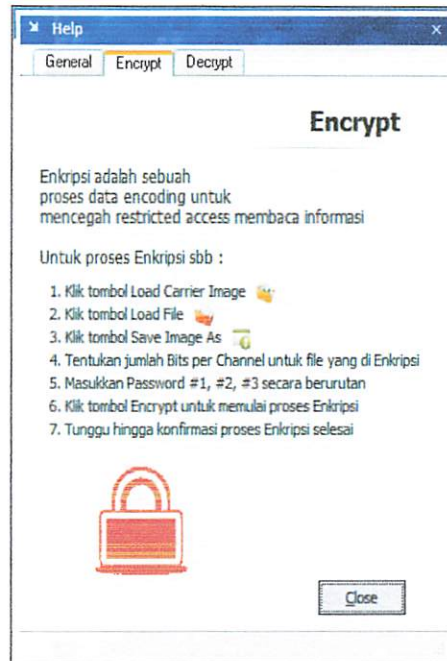 Help
General Encrypt Decrypt
Encrypt
Enkripsi adalah sebuah
proses data encoding untuk
mencegah restricted access membaca informasi
Untuk proses Enkripsi sbb :
1. Klik tombol Load Carrier Image
2. Klik tombol Load File
3. Klik tombol Save Image As
4. Tentukan jumlah Bits per Channel untuk file yang di Enkripsi
5. Masukkan Password #1, #2, #3 secara berurutan
6. Klik tombol Encrypt untuk memulai proses Enkripsi
7. Tunggu hingga konfirmasi proses Enkripsi selesai
Close